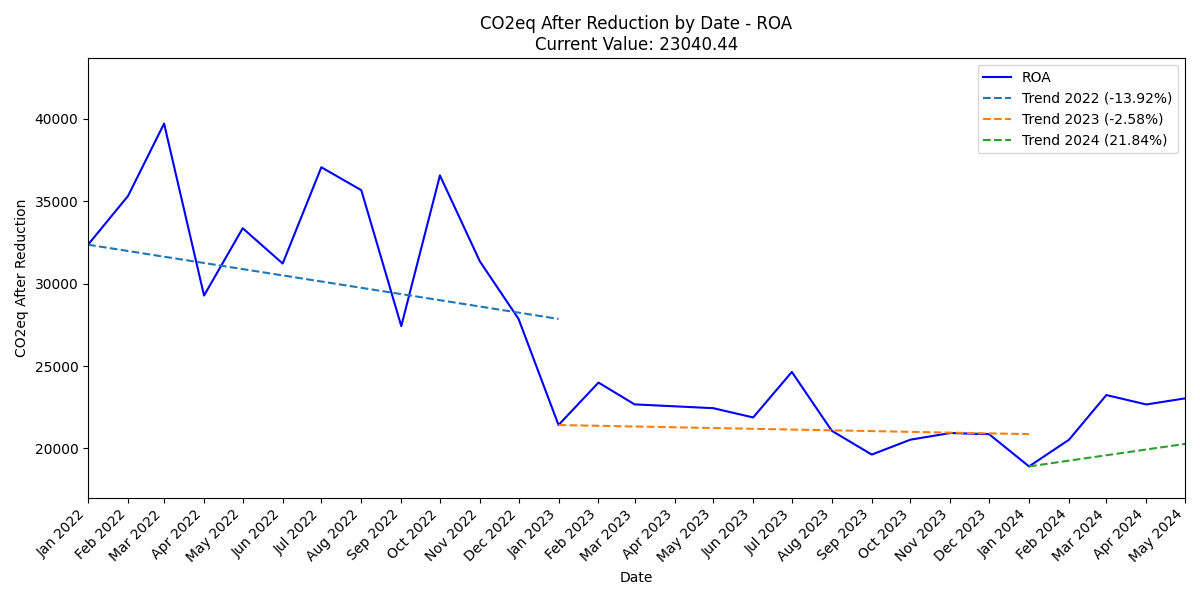 CO2eq After Reduction by Date - ROA
Current Value: 23040.44
ROA
Trend 2022 (-13.92%)
Trend 2023 (-2.58%)
Trend 2024 (21.84%)
CO2eq After Reduction
40000
35000
30000
25000
20000
Jan 2022
Feb 2022
Mar 2022
Apr 2022
May 2022
Jun 2022
Jul 2022
Aug 2022
Sep 2022
Oct 2022
Nov 2022
Dec 2022
Jan 2023
Feb 2023
Mar 2023
Apr 2023
May 2023
Jun 2023
Jul 2023
Aug 2023
Sep 2023
Oct 2023
Nov 2023
Dec 2023
Jan 2024
Feb 2024
Mar 2024
Apr 2024
May 2024
Date